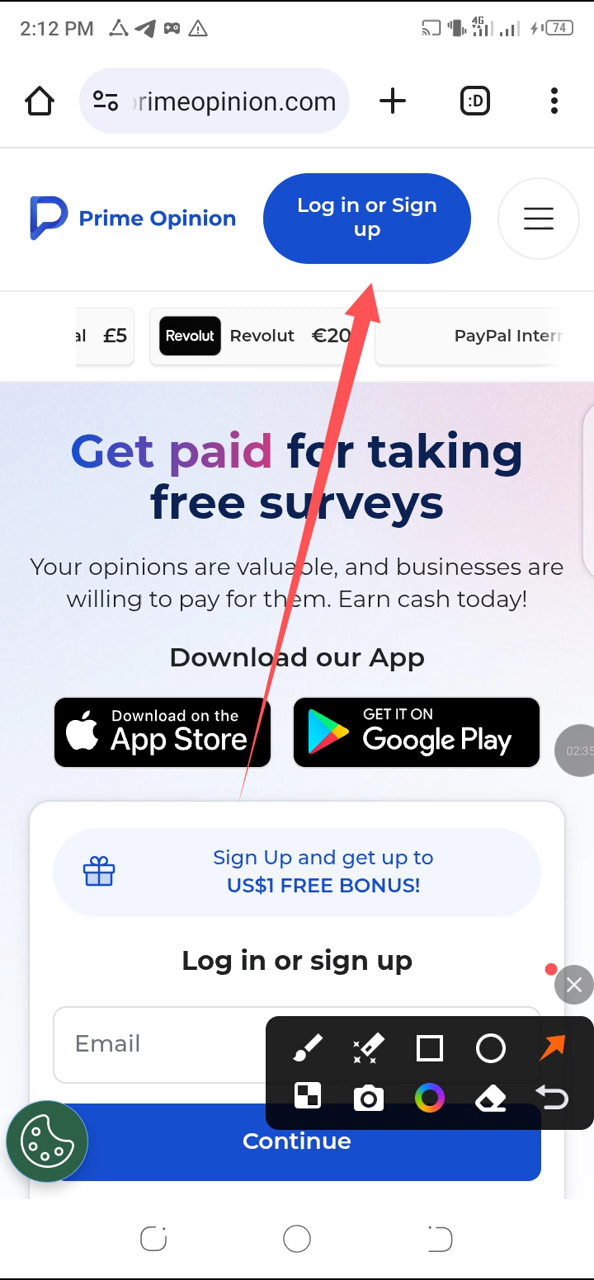 2:12 PM
4G
74
rimeopinion.com
:D
Prime Opinion
Log in or Sign
up
al £5
Revolut Revolut €20
PayPal Inter
Get paid for taking
free surveys
Your opinions are valuable, and businesses are
willing to pay for them. Earn cash today!
Download our App
Download on the
App Store
GET IT ON
Google Play
02:35
Sign Up and get up to
US$1 FREE BONUS!
Log in or sign up
Email
Continue